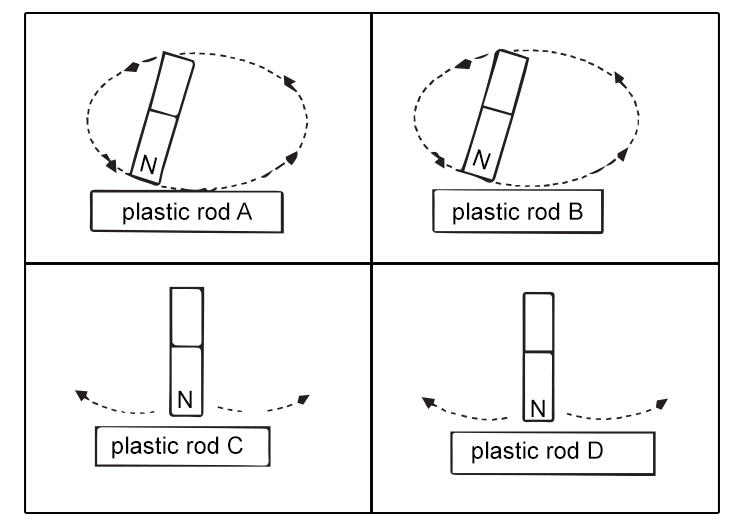 N
plastic rod A
N
plastic rod B
N
plastic rod C
N
plastic rod D